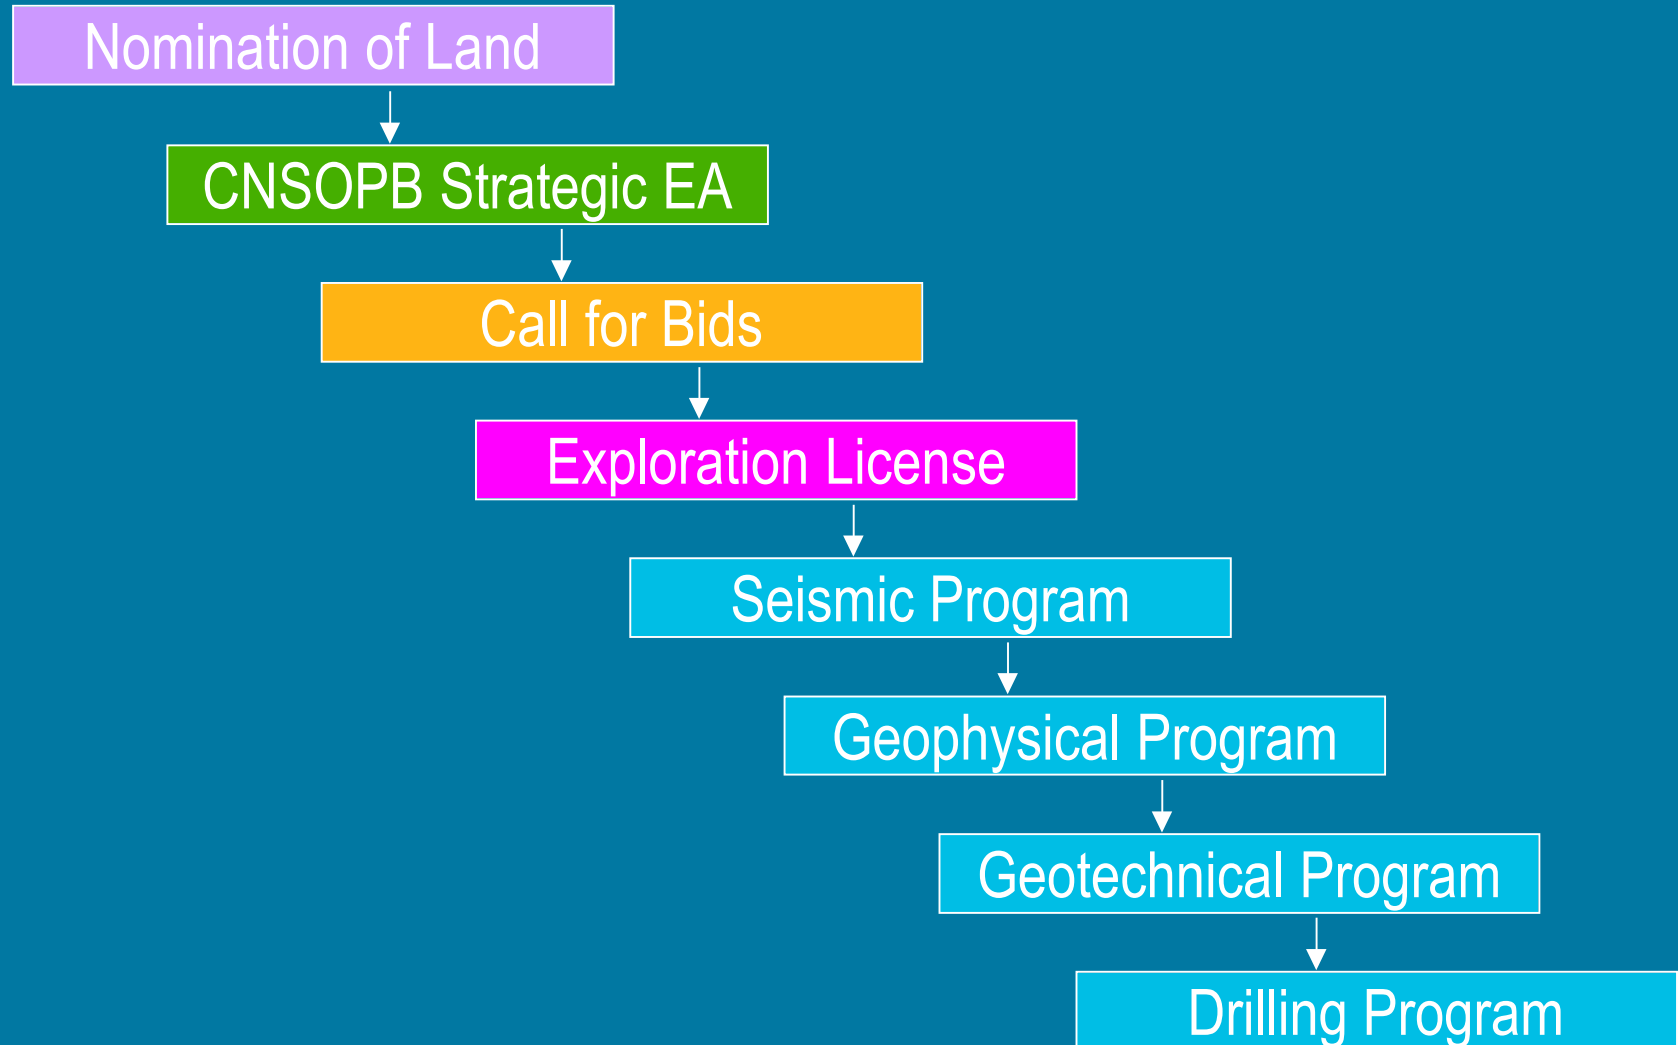 Nomination of Land
CNSOPB Strategic EA
Call for Bids
Exploration License
Seismic Program
Geophysical Program
Geotechnical Program
Drilling Program